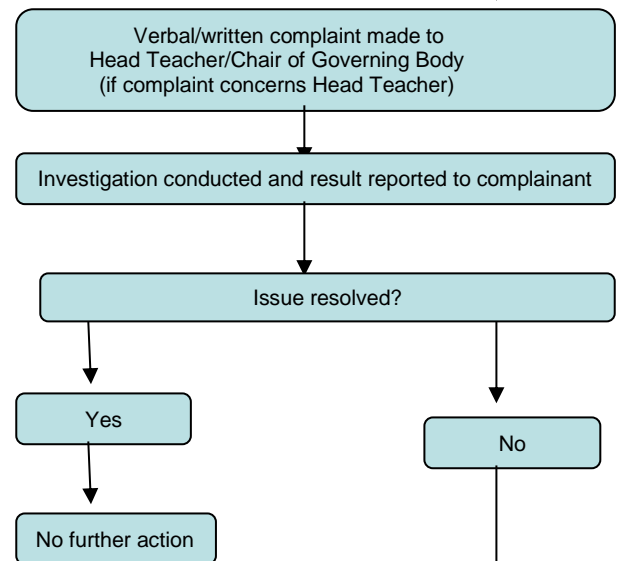 Verbal/written complaint made to
Head Teacher/Chair of Governing Body
(if complaint concerns Head Teacher)
Investigation conducted and result reported to complainant
Issue resolved?
Yes
No
No further action